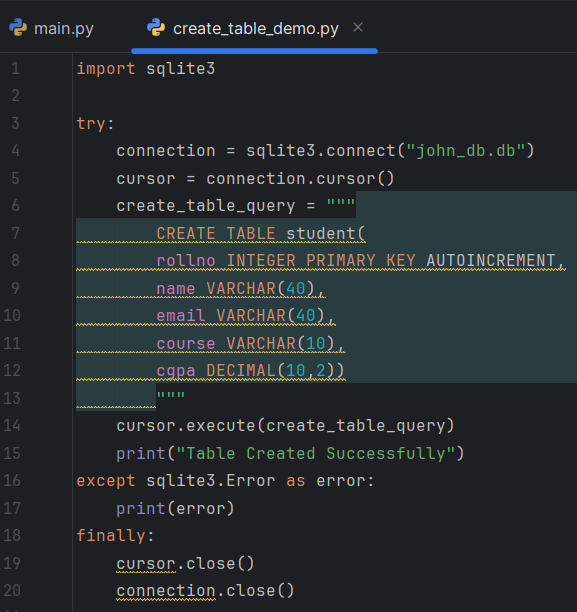 main.py
create_table_demo.py
1 import sqlite3
2
3 try:
4     connection = sqlite3.connect("john_db.db")
5     cursor = connection.cursor()
6     create_table_query = """
7         CREATE TABLE student(
8         rollno INTEGER PRIMARY KEY AUTOINCREMENT,
9         name VARCHAR(40),
10         email VARCHAR(40),
11         course VARCHAR(10),
12         cgpa DECIMAL(10,2))
13         """
14     cursor.execute(create_table_query)
15     print("Table Created Successfully")
16 except sqlite3.Error as error:
17     print(error)
18 finally:
19     cursor.close()
20     connection.close()